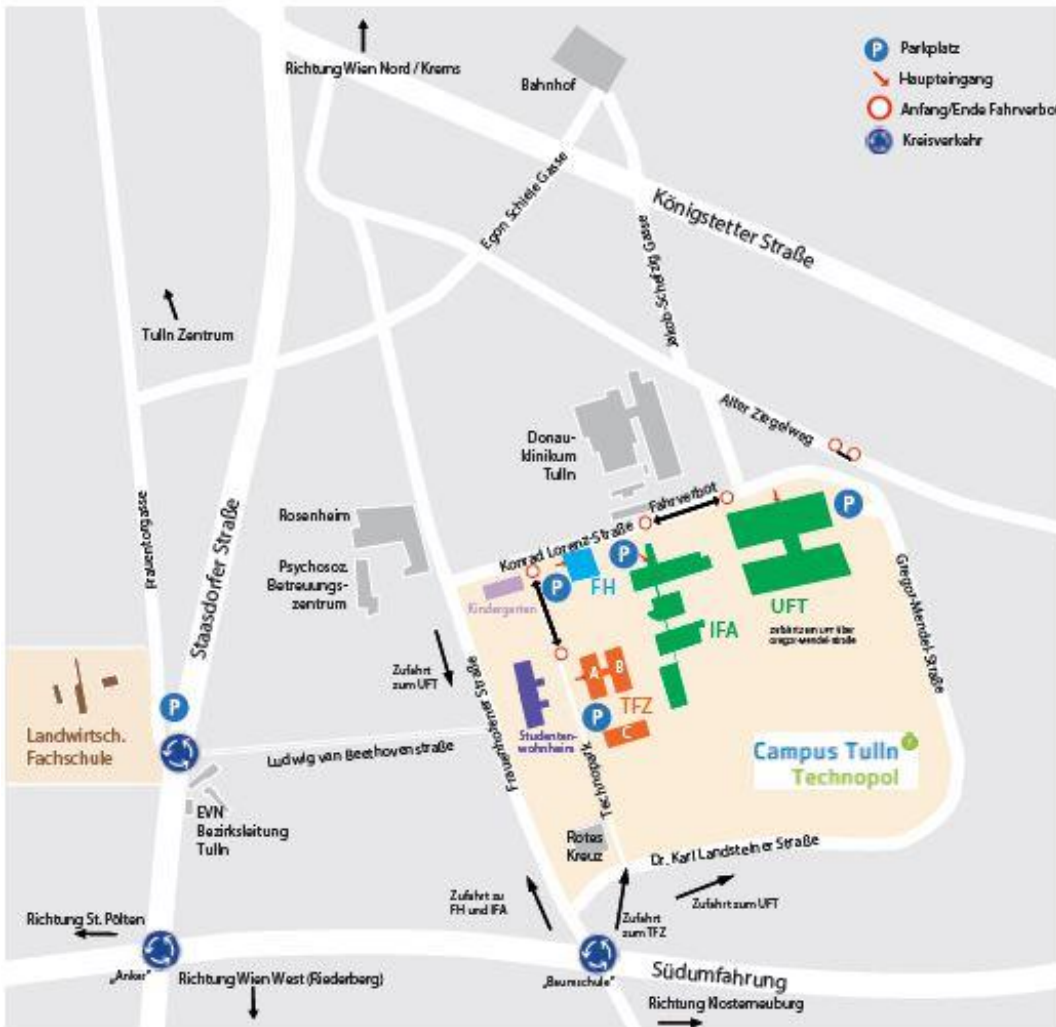 Richtung Wien Nord / Krems
Bahnhof
P Parkplatz
Haupteingang
Anfang/Ende Fahrverbot
Kreisverkehr
Egon Schiele Gasse
Königstetter Straße
Tulln Zentrum
Alter Ziegelweg
Donau-
klinikum
Tulln
Frauentorgasse
Staasdorfer Straße
Rosenheim
Psychosoz.
Betreuungs-
zentrum
Fahrverbot
Konrad Lorenz-Straße
P
P
P
Kindergarten
FH
IFA
UFT
Gregor-Mendel-Straße
Zufahrt
zum UFT
A
B
TFZ
P
C
Studenten-
wohnheim
P
Landwirtsch.
Fachschule
Ludwig van Beethovenstraße
Frauenhofener Straße
Technopark
Campus Tulln
Technopol
EVN
Bezirksleitung
Tulln
Rotes
Kreuz
Dr. Karl Landsteiner Straße
Zufahrt zu
FH und IFA
Zufahrt
zum TFZ
Zufahrt zum UFT
Richtung St. Pölten
„Anker"
Richtung Wien West (Riederberg)
„Baumschule"
Südumfahrung
Richtung Klosterneuburg